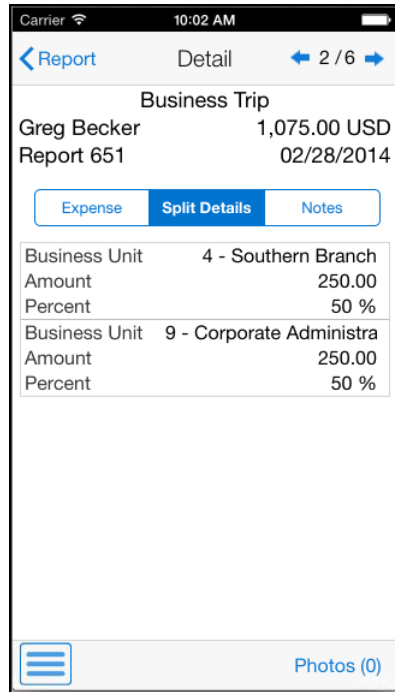 Carrier 10:02 AM
Report Detail 2 / 6
Business Trip
Greg Becker 1,075.00 USD
Report 651 02/28/2014
Expense Split Details Notes
Business Unit 4 - Southern Branch
Amount 250.00
Percent 50 %
Business Unit 9 - Corporate Administra
Amount 250.00
Percent 50 %
Photos (0)